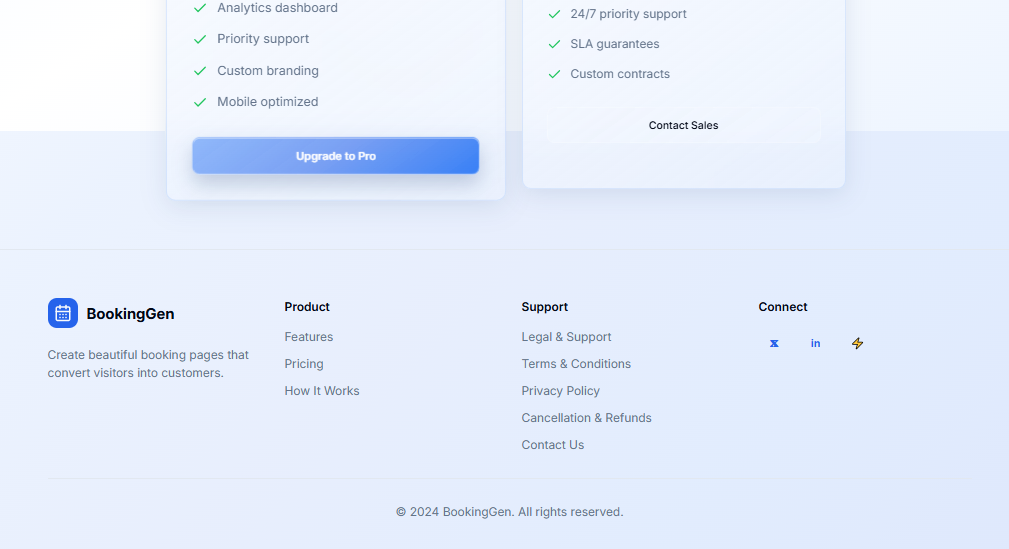 Analytics dashboard
Priority support
Custom branding
Mobile optimized
Upgrade to Pro
24/7 priority support
SLA guarantees
Custom contracts
Contact Sales
BookingGen
Create beautiful booking pages that
convert visitors into customers.
Product
Features
Pricing
How It Works
Support
Legal & Support
Terms & Conditions
Privacy Policy
Cancellation & Refunds
Contact Us
Connect
𝕏 in
© 2024 BookingGen. All rights reserved.